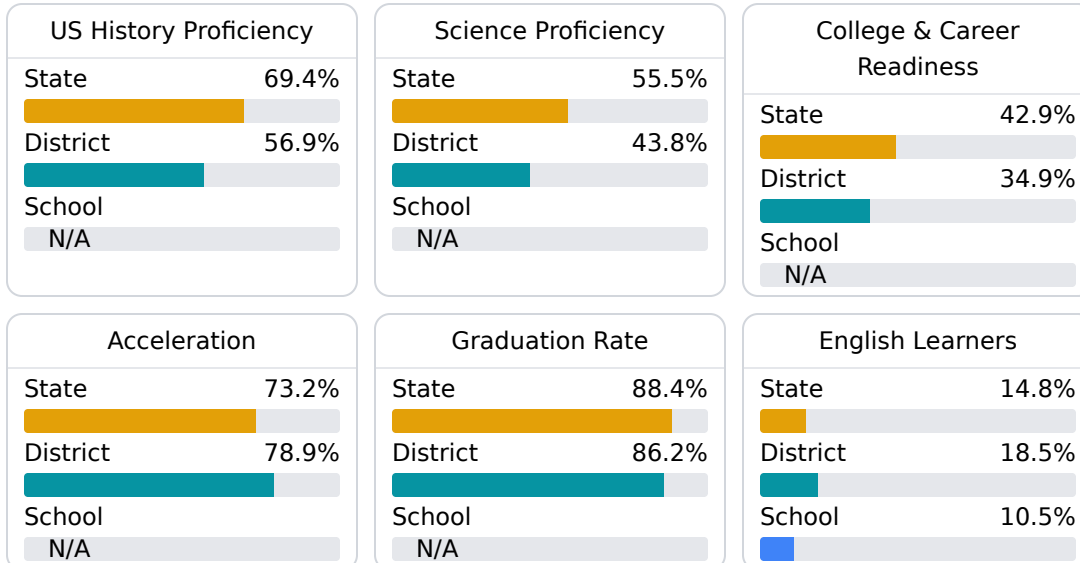 US History Proficiency
State 69.4%
District 56.9%
School
N/A
Science Proficiency
State 55.5%
District 43.8%
School
N/A
College & Career
Readiness
State 42.9%
District 34.9%
School
N/A
Acceleration
State 73.2%
District 78.9%
School
N/A
Graduation Rate
State 88.4%
District 86.2%
School
N/A
English Learners
State 14.8%
District 18.5%
School 10.5%